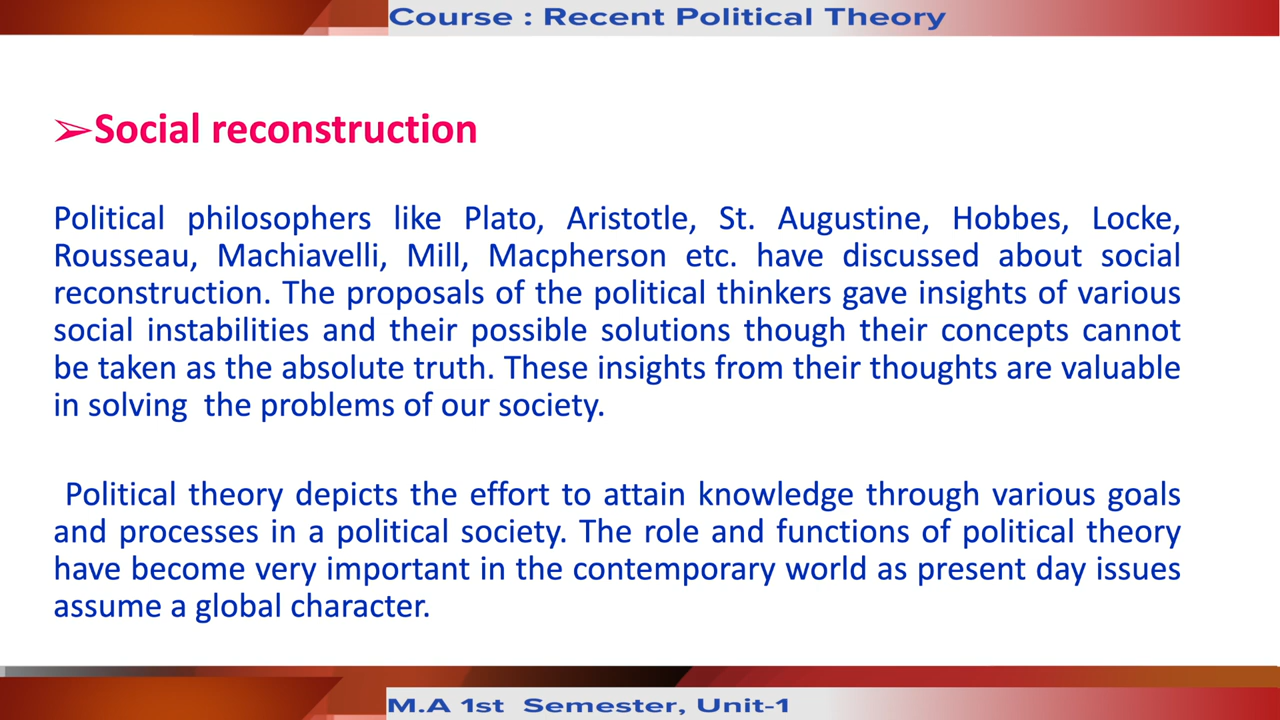 Course : Recent Political Theory
➢Social reconstruction
Political philosophers like Plato, Aristotle, St. Augustine, Hobbes, Locke,
Rousseau, Machiavelli, Mill, Macpherson etc. have discussed about social
reconstruction. The proposals of the political thinkers gave insights of various
social instabilities and their possible solutions though their concepts cannot
be taken as the absolute truth. These insights from their thoughts are valuable
in solving  the problems of our society.
Political theory depicts the effort to attain knowledge through various goals
and processes in a political society. The role and functions of political theory
have become very important in the contemporary world as present day issues
assume a global character.
M.A 1st  Semester, Unit-1